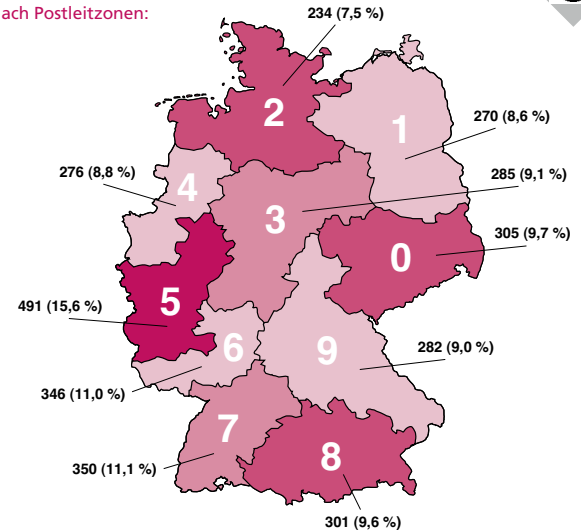 ach Postleitzonen:
234 (7,5 %)
2
1
270 (8,6 %)
276 (8,8 %)
4
285 (9,1 %)
3
305 (9,7 %)
0
491 (15,6 %)
5
6
9
282 (9,0 %)
346 (11,0 %)
7
350 (11,1 %)
8
301 (9,6 %)